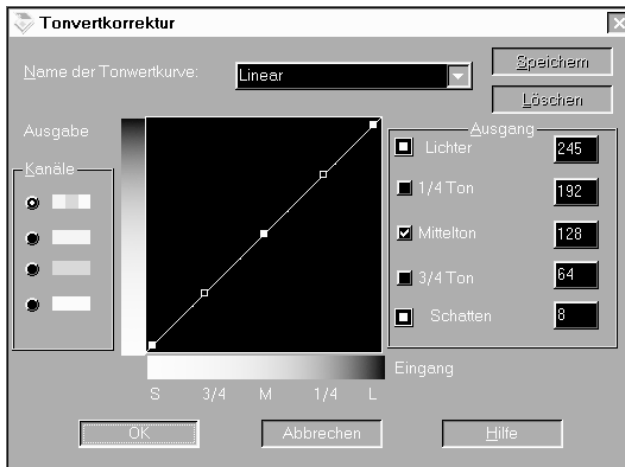 Tonvertkorrektur
Name der Tonwertkurve:
Linear
Speichern
Löschen
Ausgabe
Kanäle
Ausgang
Lichter 245
1/4 Ton 192
Mittelton 128
3/4 Ton 64
Schatten 8
Eingang
S 3/4 M 1/4 L
OK
Abbrechen
Hilfe